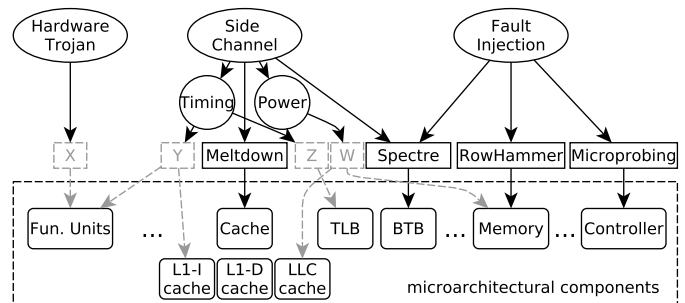 Hardware
Trojan
Side
Channel
Fault
Injection
Timing
Power
X
Y
Meltdown
Z
W
Spectre
RowHammer
Microprobing
Fun. Units
...
Cache
TLB
BTB
...
Memory
...
Controller
L1-I
cache
L1-D
cache
LLC
cache
microarchitectural components